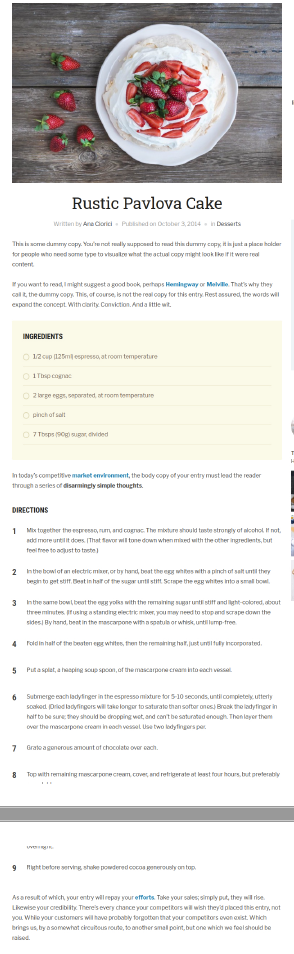 Rustic Pavlova Cake
Written by Ana Ciorici • Published on October 3, 2014 • in Desserts
This is some dummy copy. You're not really supposed to read this dummy copy, it is just a place holder
for people who need some type to visualize what the actual copy might look like if it were real
content.
If you want to read, I might suggest a good book, perhaps Hemingway or Melville. That's why they
call it, the dummy copy. This, of course, is not the real copy for this entry. Rest assured, the words will
expand the concept. With clarity. Conviction. And a little wit.
INGREDIENTS
1/2 cup (125ml) espresso, at room temperature
1 Tbsp cognac
2 large eggs, separated, at room temperature
pinch of salt
7 Tbsps (90g) sugar, divided
In today's competitive market environment, the body copy of your entry must lead the reader
through a series of disarmingly simple thoughts.
DIRECTIONS
1 Mix together the espresso, rum, and cognac. The mixture should taste strongly of alcohol. If not,
add more until it does. (That flavor will tone down when mixed with the other ingredients, but
feel free to adjust to taste.)
2 In the bowl of an electric mixer, or by hand, beat the egg whites with a pinch of salt until they
begin to get stiff. Beat in half of the sugar until stiff. Scrape the egg whites into a small bowl.
3 In the same bowl, beat the egg yolks with the remaining sugar until stiff and light-colored, about
three minutes. (If using a standing electric mixer, you may need to stop and scrape down the
sides.) By hand, beat in the mascarpone with a spatula or whisk, until lump-free.
4 Fold in half of the beaten egg whites, then the remaining half, just until fully incorporated.
5 Put a splat, a heaping soup spoon, of the mascarpone cream into each vessel.
6 Submerge each ladyfinger in the espresso mixture for 5-10 seconds, until completely, utterly
soaked. (Dried ladyfingers will take longer to saturate than softer ones.) Break the ladyfinger in
half to be sure; they should be dropping wet, and can't be saturated enough. Then layer them
over the mascarpone cream in each vessel. Use two ladyfingers per.
7 Grate a generous amount of chocolate over each.
8 Top with remaining mascarpone cream, cover, and refrigerate at least four hours, but preferably
overnight.
9 Right before serving, shake powdered cocoa generously on top.
As a result of which, your entry will repay your efforts. Take your sales; simply put, they will rise.
Likewise your credibility. There's every chance your competitors will wish they'd placed this entry, not
you. While your customers will have probably forgotten that your competitors even exist. Which
brings us, by a somewhat circuitous route, to another small point, but one which we feel should be
raised.